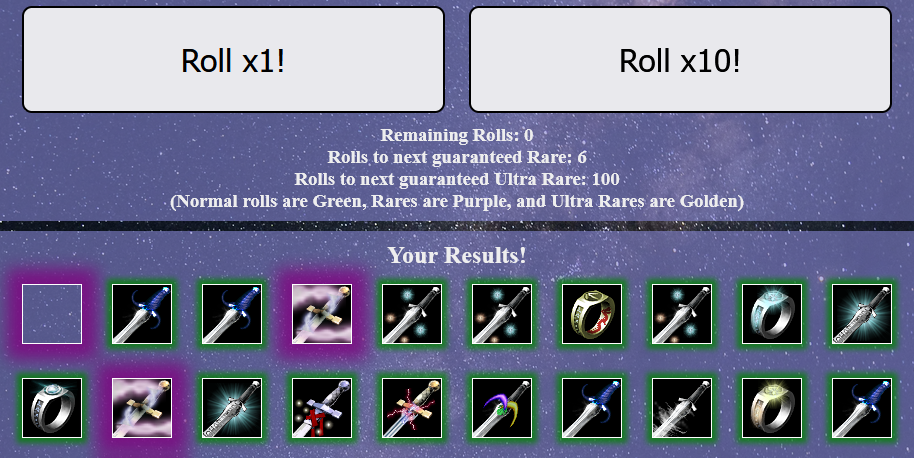 Roll x1!
Roll x10!
Remaining Rolls: 0
Rolls to next guaranteed Rare: 6
Rolls to next guaranteed Ultra Rare: 100
(Normal rolls are Green, Rares are Purple, and Ultra Rares are Golden)
Your Results!